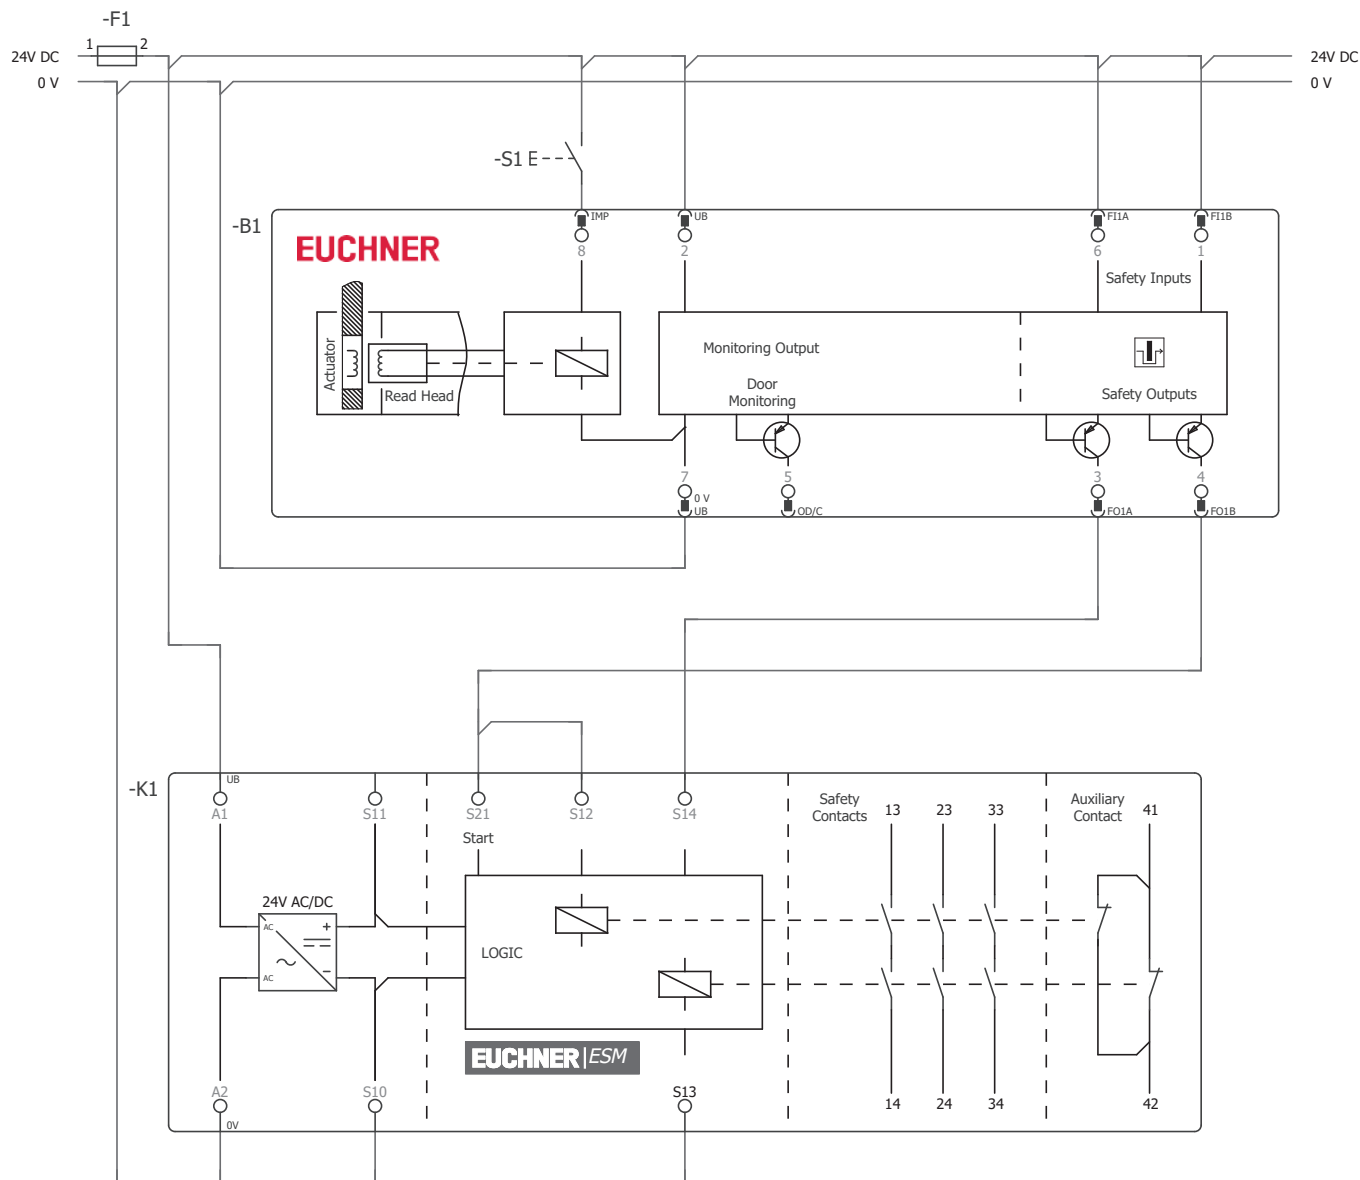 -F1
1 2
24V DC 24V DC
0 V 0 V
-S1 E
-B1
IMP UB FI1A FI1B
EUCHNER
8 2 6 1
Safety Inputs
Actuator
Read Head
Monitoring Output
Door
Monitoring
Safety Outputs
7 5 3 4
0 V
UB OD/C FO1A FO1B
-K1
UB
A1 S11 S21 S12 S14
Start
Safety
Contacts
13 23 33
Auxiliary
Contact
41
24V AC/DC
AC +
AC −
LOGIC
EUCHNER|ESM
A2 S10 S13
14 24 34 42
0V